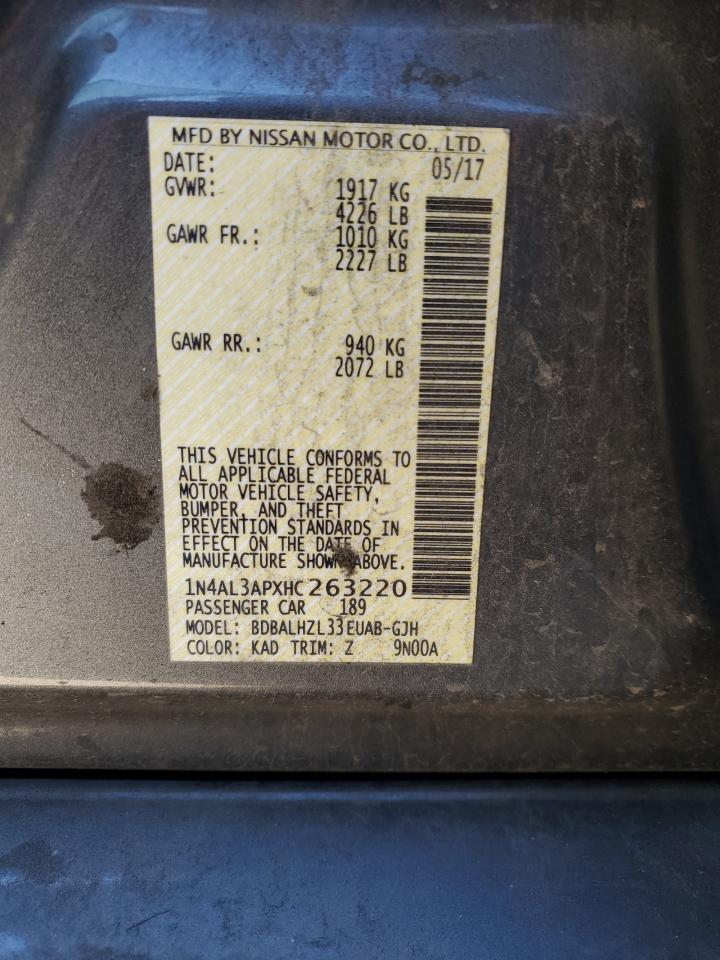 MFD BY NISSAN MOTOR CO., LTD.
DATE: 05/17
GVWR: 1917 KG
4226 LB
GAWR FR.: 1010 KG
2227 LB
GAWR RR.: 940 KG
2072 LB
THIS VEHICLE CONFORMS TO
ALL APPLICABLE FEDERAL
MOTOR VEHICLE SAFETY,
BUMPER, AND THEFT
PREVENTION STANDARDS IN
EFFECT ON THE DATE OF
MANUFACTURE SHOWN ABOVE.
1N4AL3APXHC263220
PASSENGER CAR 189
MODEL: BDBALHZL33EUAB-GJH
COLOR: KAD TRIM: Z 9N00A